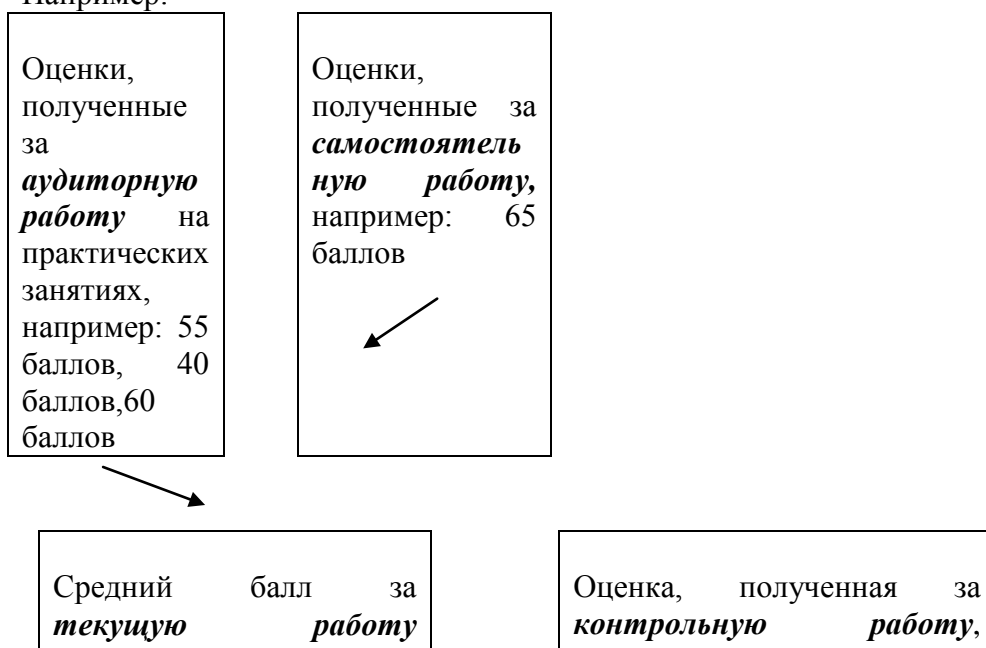 Например:
Оценки,
полученные
за
аудиторную
работу на
практических
занятиях,
например: 55
баллов, 40
баллов,60
баллов
Оценки,
полученные за
самостоятель
ную работу,
например: 65
баллов
Средний балл за
текущую работу
Оценка, полученная за
контрольную работу,